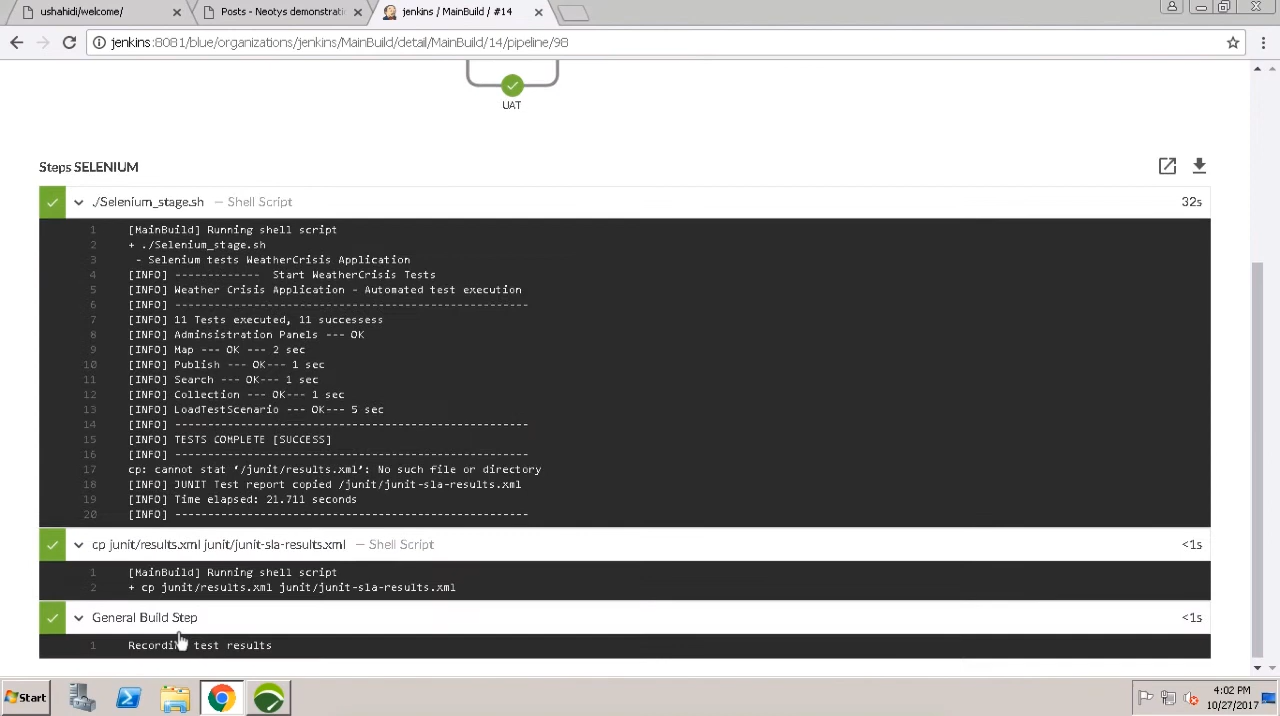 ushahidi/welcome/
Posts - Neotys demonstrati
jenkins / MainBuild / #14
jenkins:8081/blue/organizations/jenkins/MainBuild/detail/MainBuild/14/pipeline/98
UAT
Steps SELENIUM
./Selenium_stage.sh — Shell Script 32s
1 [MainBuild] Running shell script
2 + ./Selenium_stage.sh
3 - Selenium tests WeatherCrisis Application
4 [INFO] ------------- Start WeatherCrisis Tests
5 [INFO] Weather Crisis Application - Automated test execution
6 [INFO] ------------------------------------------------------
7 [INFO] 11 Tests executed, 11 successess
8 [INFO] Adminsistration Panels --- OK
9 [INFO] Map --- OK --- 2 sec
10 [INFO] Publish --- OK--- 1 sec
11 [INFO] Search --- OK--- 1 sec
12 [INFO] Collection --- OK--- 1 sec
13 [INFO] LoadTestScenario --- OK--- 5 sec
14 [INFO] ------------------------------------------------------
15 [INFO] TESTS COMPLETE [SUCCESS]
16 [INFO] ------------------------------------------------------
17 cp: cannot stat ‘/junit/results.xml’: No such file or directory
18 [INFO] JUNIT Test report copied /junit/junit-sla-results.xml
19 [INFO] Time elapsed: 21.711 seconds
20 [INFO] ------------------------------------------------------
cp junit/results.xml junit/junit-sla-results.xml — Shell Script <1s
1 [MainBuild] Running shell script
2 + cp junit/results.xml junit/junit-sla-results.xml
General Build Step <1s
1 Recording test results
Start
4:02 PM
10/27/2017